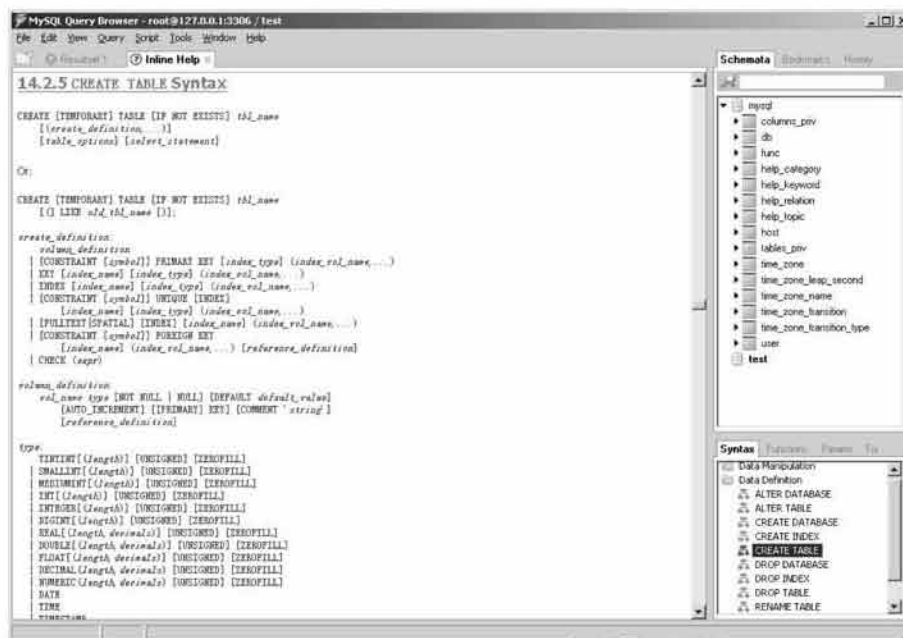 MySQL Query Browser - root@127.0.0.1:3306 / test
File Edit View Query Script Tools Window Help
Resultset 1
Inline Help
14.2.5 CREATE TABLE Syntax
CREATE [TEMPORARY] TABLE [IF NOT EXISTS] tbl_name
[(create_definition,...)]
[table_options] [select_statement]
Or:
CREATE [TEMPORARY] TABLE [IF NOT EXISTS] tbl_name
[(] LIKE old_tbl_name [)];
create_definition:
column_definition
| [CONSTRAINT [symbol]] PRIMARY KEY [index_type] (index_col_name,...)
| KEY [index_name] [index_type] (index_col_name,...)
| INDEX [index_name] [index_type] (index_col_name,...)
| [CONSTRAINT [symbol]] UNIQUE [INDEX]
[index_name] [index_type] (index_col_name,...)
| [FULLTEXT|SPATIAL] [INDEX] [index_name] (index_col_name,...)
| [CONSTRAINT [symbol]] FOREIGN KEY
[index_name] (index_col_name,...) [reference_definition]
| CHECK (expr)
column_definition:
col_name type [NOT NULL | NULL] [DEFAULT default_value]
[AUTO_INCREMENT] [[PRIMARY] KEY] [COMMENT 'string']
[reference_definition]
type:
TINYINT[(length)] [UNSIGNED] [ZEROFILL]
| SMALLINT[(length)] [UNSIGNED] [ZEROFILL]
| MEDIUMINT[(length)] [UNSIGNED] [ZEROFILL]
| INT[(length)] [UNSIGNED] [ZEROFILL]
| INTEGER[(length)] [UNSIGNED] [ZEROFILL]
| BIGINT[(length)] [UNSIGNED] [ZEROFILL]
| REAL[(length,decimals)] [UNSIGNED] [ZEROFILL]
| DOUBLE[(length,decimals)] [UNSIGNED] [ZEROFILL]
| FLOAT[(length,decimals)] [UNSIGNED] [ZEROFILL]
| DECIMAL(length,decimals) [UNSIGNED] [ZEROFILL]
| NUMERIC(length,decimals) [UNSIGNED] [ZEROFILL]
| DATE
| TIME
| TIMESTAMP
Schemata Bookmarks History
mysql
columns_priv
db
func
help_category
help_keyword
help_relation
help_topic
host
tables_priv
time_zone
time_zone_leap_second
time_zone_name
time_zone_transition
time_zone_transition_type
user
test
Syntax Functions Params Trx
Data Manipulation
Data Definition
ALTER DATABASE
ALTER TABLE
CREATE DATABASE
CREATE INDEX
CREATE TABLE
DROP DATABASE
DROP INDEX
DROP TABLE
RENAME TABLE